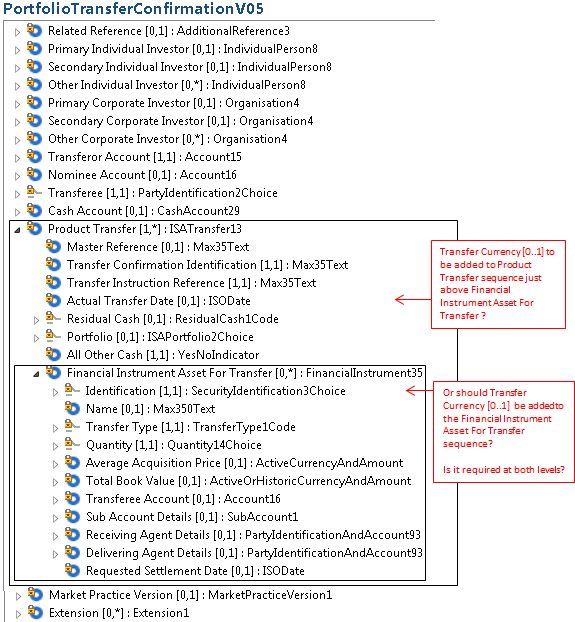 PortfolioTransferConfirmationV05
Related Reference [0,1] : AdditionalReference3
Primary Individual Investor [0,1] : IndividualPerson8
Secondary Individual Investor [0,1] : IndividualPerson8
Other Individual Investor [0,*] : IndividualPerson8
Primary Corporate Investor [0,1] : Organisation4
Secondary Corporate Investor [0,1] : Organisation4
Other Corporate Investor [0,*] : Organisation4
Transferor Account [1,1] : Account15
Nominee Account [0,1] : Account16
Transferee [1,1] : PartyIdentification2Choice
Cash Account [0,1] : CashAccount29
Product Transfer [1,*] : ISATransfer13
Master Reference [0,1] : Max35Text
Transfer Confirmation Identification [1,1] : Max35Text
Transfer Instruction Reference [1,1] : Max35Text
Actual Transfer Date [0,1] : ISODate
Residual Cash [0,1] : ResidualCash1Code
Portfolio [0,1] : ISAPortfolio2Choice
All Other Cash [1,1] : YesNoIndicator
Financial Instrument Asset For Transfer [0,*] : FinancialInstrument35
Identification [1,1] : SecurityIdentification3Choice
Name [0,1] : Max350Text
Transfer Type [1,1] : TransferType1Code
Quantity [1,1] : Quantity14Choice
Average Acquisition Price [0,1] : ActiveCurrencyAndAmount
Total Book Value [0,1] : ActiveOrHistoricCurrencyAndAmount
Transferee Account [0,1] : Account16
Sub Account Details [0,1] : SubAccount1
Receiving Agent Details [0,1] : PartyIdentificationAndAccount93
Delivering Agent Details [0,1] : PartyIdentificationAndAccount93
Requested Settlement Date [0,1] : ISODate
Market Practice Version [0,1] : MarketPracticeVersion1
Extension [0,*] : Extension1
Transfer Currency [0..1] to
be added to Product
Transfer sequence just
above Financial
Instrument Asset For
Transfer ?
Or should Transfer
Currency [0..1] be addedto
the Financial Instrument
Asset For Transfer
sequence?
Is it required at both levels?